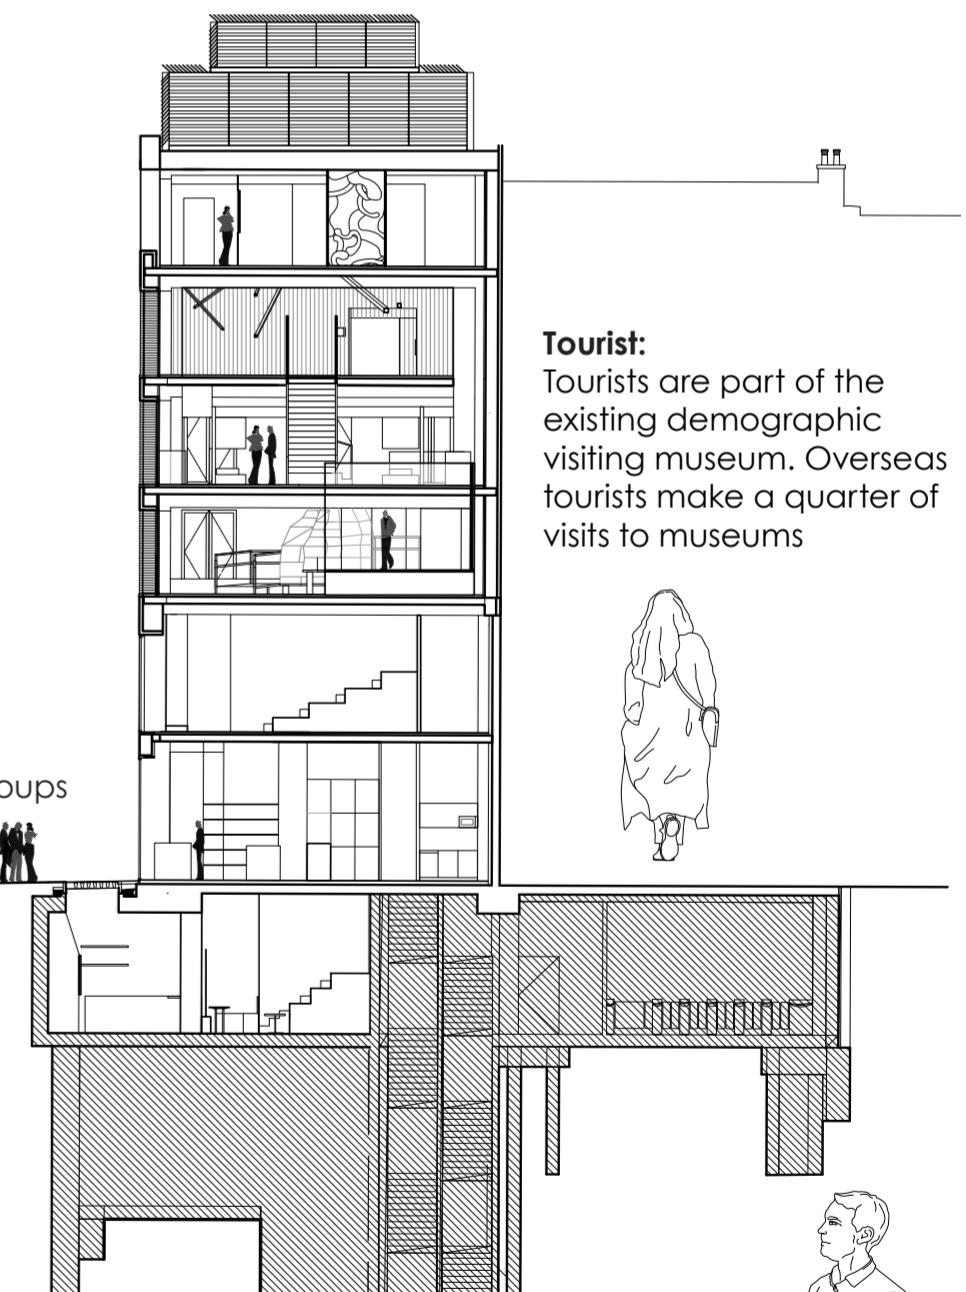 Tourist:
Tourists are part of the
existing demographic
visiting museum. Overseas
tourists make a quarter of
visits to museums
oups